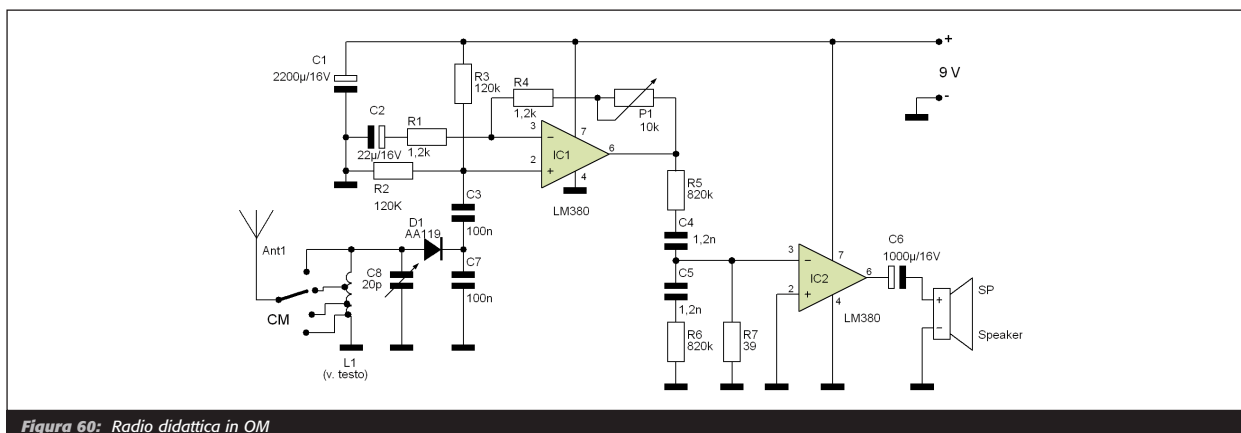 C1
2200µ/16V
C2
22µ/16V
R1
1,2k
R2
120K
R3
120k
R4
1,2k
P1
10k
3
2
−
+
IC1
7
4
6
LM380
+
9 V
-
R5
820k
C4
1,2n
C3
100n
D1
AA119
C7
100n
C8
20p
Ant1
CM
L1
(v. testo)
C5
1,2n
R6
820k
R7
39
3
2
−
+
IC2
7
4
6
LM380
C6
1000µ/16V
+
−
SP
Speaker
Figura 60: Radio didattica in OM